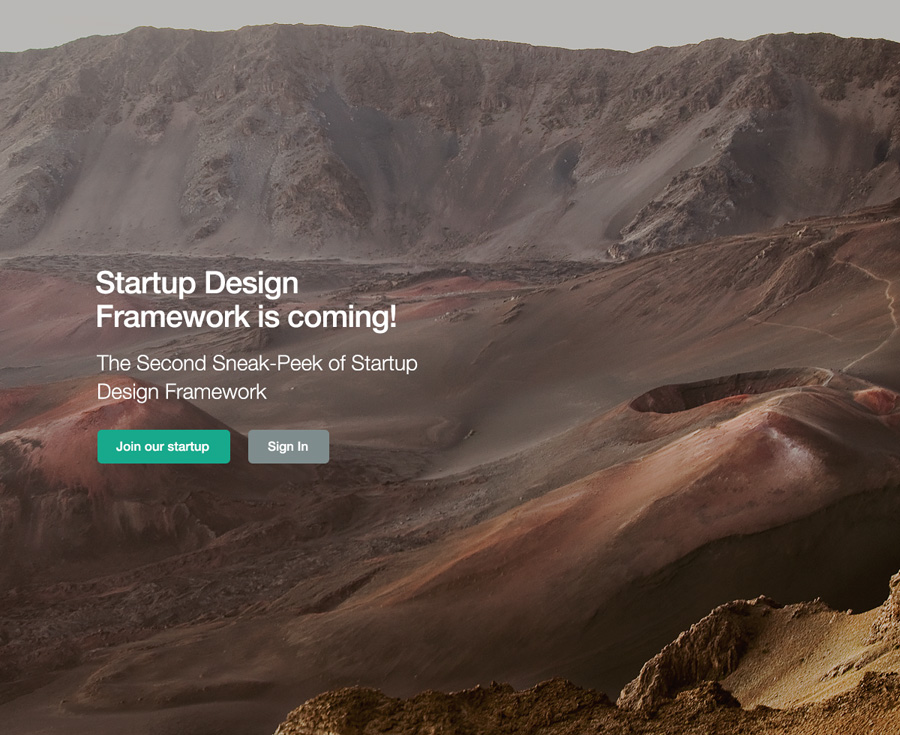 Startup Design
Framework is coming!
The Second Sneak-Peek of Startup
Design Framework
Join our startup
Sign In